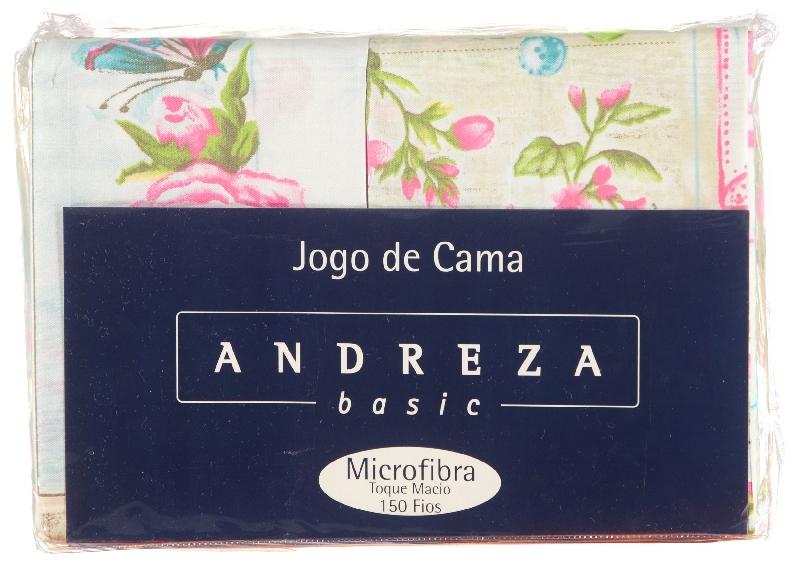 Jogo de Cama
ANDREZA
basic
Microfibra
Toque Macio
150 Fios